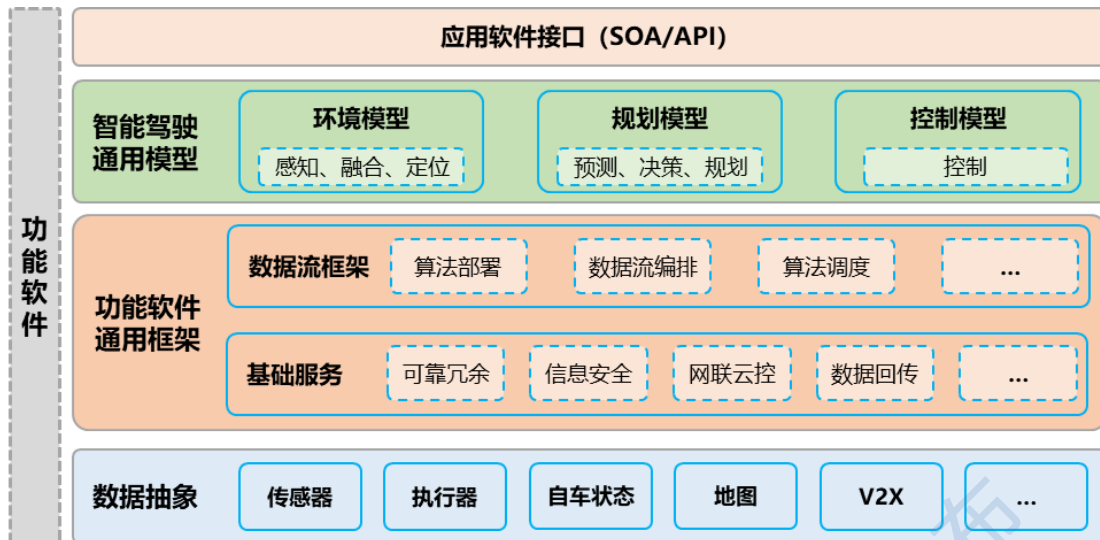 功能软件
应用软件接口（SOA/API）
智能驾驶
通用模型
环境模型
感知、融合、定位
规划模型
预测、决策、规划
控制模型
控制
功能软件
通用框架
数据流框架
算法部署
数据流编排
算法调度
...
基础服务
可靠冗余
信息安全
网联云控
数据回传
...
数据抽象
传感器
执行器
自车状态
地图
V2X
...
布